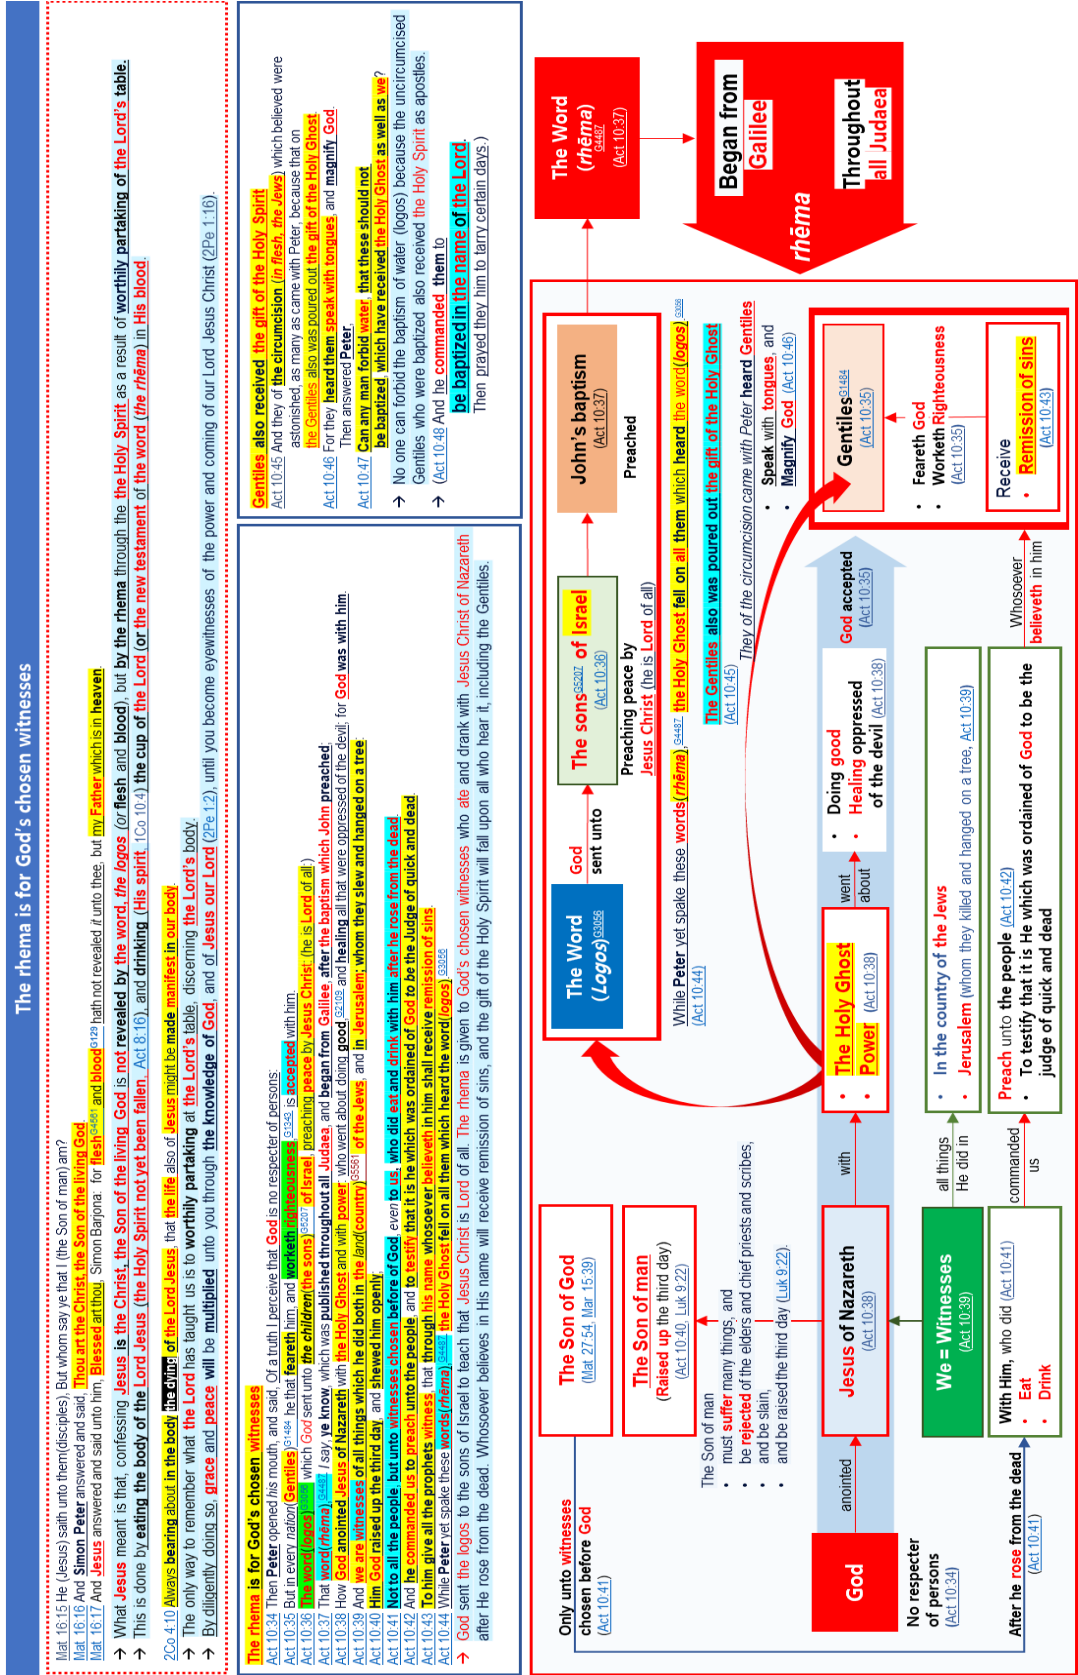 The rhema is for God's chosen witnesses
Mat 16:15 He (Jesus) saith unto them(disciples), But whom say ye that I (the Son of man) am?
Mat 16:16 And Simon Peter answered and said, Thou art the Christ, the Son of the living God.
Mat 16:17 And Jesus answered and said unto him, Blessed art thou, Simon Barjona: for flesh G4561 and blood G129 hath not revealed it unto thee, but my Father which is in heaven.
→ What Jesus meant is that, confessing Jesus is the Christ, the Son of the living God is not revealed by the word, the logos (or flesh and blood), but by the rhema through the Holy Spirit as a result of worthily partaking of the Lord's table.
→ This is done by eating the body of the Lord Jesus (the Holy Spirit not yet been fallen, Act 8:16), and drinking (His spirit, 1Co 10:4) the cup of the Lord (or the new testament of the word (the rhēma) in His blood.
2Co 4:10 Always bearing about in the body the dying of the Lord Jesus, that the life also of Jesus might be made manifest in our body.
→ The only way to remember what the Lord has taught us is to worthily partaking at the Lord's table, discerning the Lord's body.
→ By diligently doing so, grace and peace will be multiplied unto you through the knowledge of God, and of Jesus our Lord (2Pe 1:2), until you become eyewitnesses of the power and coming of our Lord Jesus Christ (2Pe 1:16).
The rhema is for God's chosen witnesses
Act 10:34 Then Peter opened his mouth, and said, Of a truth I perceive that God is no respecter of persons:
Act 10:35 But in every nation(Gentiles) G1484 he that feareth him, and worketh righteousness, G1343 is accepted with him.
Act 10:36 The word(logos) G3056 which God sent unto the children(the sons) G5207 of Israel, preaching peace by Jesus Christ: (he is Lord of all:)
Act 10:37 That word(rhēma), G4487 I say, ye know, which was published throughout all Judaea, and began from Galilee, after the baptism which John preached;
Act 10:38 How God anointed Jesus of Nazareth with the Holy Ghost and with power: who went about doing good, G2109 and healing all that were oppressed of the devil; for God was with him.
Act 10:39 And we are witnesses of all things which he did both in the land(country) G5561 of the Jews, and in Jerusalem; whom they slew and hanged on a tree:
Act 10:40 Him God raised up the third day, and shewed him openly;
Act 10:41 Not to all the people, but unto witnesses chosen before of God, even to us, who did eat and drink with him after he rose from the dead.
Act 10:42 And he commanded us to preach unto the people, and to testify that it is he which was ordained of God to be the Judge of quick and dead.
Act 10:43 To him give all the prophets witness, that through his name whosoever believeth in him shall receive remission of sins.
Act 10:44 While Peter yet spake these words(rhēma), G4487 the Holy Ghost fell on all them which heard the word(logos). G3056
→ God sent the logos to the sons of Israel to teach that Jesus Christ is Lord of all. The rhema is given to God's chosen witnesses who ate and drank with Jesus Christ of Nazareth
after He rose from the dead. Whosoever believes in His name will receive remission of sins, and the gift of the Holy Spirit will fall upon all who hear it, including the Gentiles.
Gentiles also received the gift of the Holy Spirit
Act 10:45 And they of the circumcision (in flesh, the Jews) which believed were
astonished, as many as came with Peter, because that on
the Gentiles also was poured out the gift of the Holy Ghost.
Act 10:46 For they heard them speak with tongues, and magnify God.
Then answered Peter,
Act 10:47 Can any man forbid water, that these should not
be baptized, which have received the Holy Ghost as well as we?
→ No one can forbid the baptism of water (logos) because the uncircumcised
Gentiles who were baptized also received the Holy Spirit as apostles.
→ (Act 10:48 And he commanded them to
be baptized in the name of the Lord.
Then prayed they him to tarry certain days.)
The Word
(Logos) G3056
God
sent unto
The sons G5207 of Israel
(Act 10:36)
Preaching peace by
Jesus Christ (he is Lord of all)
John's baptism
(Act 10:37)
Preached
The Word
(rhēma)
G4487
(Act 10:37)
Began from
Galilee
Throughout
all Judaea
rhēma
While Peter yet spake these words(rhēma), G4487 the Holy Ghost fell on all them which heard the word(logos). G3056
(Act 10:44)
The Gentiles also was poured out the gift of the Holy Ghost
(Act 10:45)
They of the circumcision came with Peter heard Gentiles
• Speak with tongues, and
• Magnify God (Act 10:46)
Only unto witnesses
chosen before God
(Act 10:41)
The Son of God
(Mat 27:54, Mar 15:39)
The Son of man
(Raised up the third day)
(Act 10:40, Luk 9:22)
The Son of man
• must suffer many things, and
be rejected of the elders and chief priests and scribes,
• and be slain,
• and be raised the third day (Luk 9:22).
God
No respecter
of persons
(Act 10:34)
anointed
Jesus of Nazareth
(Act 10:38)
with
• The Holy Ghost
• Power (Act 10:38)
went
about
• Doing good
• Healing oppressed
of the devil (Act 10:38)
God accepted
(Act 10:35)
Gentiles G1484
(Act 10:35)
• Feareth God
• Worketh Righteousness
(Act 10:35)
Receive
• Remission of sins
(Act 10:43)
We = Witnesses
(Act 10:39)
all things
He did in
• In the country of the Jews
• Jerusalem (whom they killed and hanged on a tree, Act 10:39)
After he rose from the dead
(Act 10:41)
With Him, who did (Act 10:41)
• Eat
• Drink
commanded
us
Preach unto the people (Act 10:42)
• To testify that it is He which was ordained of God to be the
judge of quick and dead
Whosoever
believeth in him